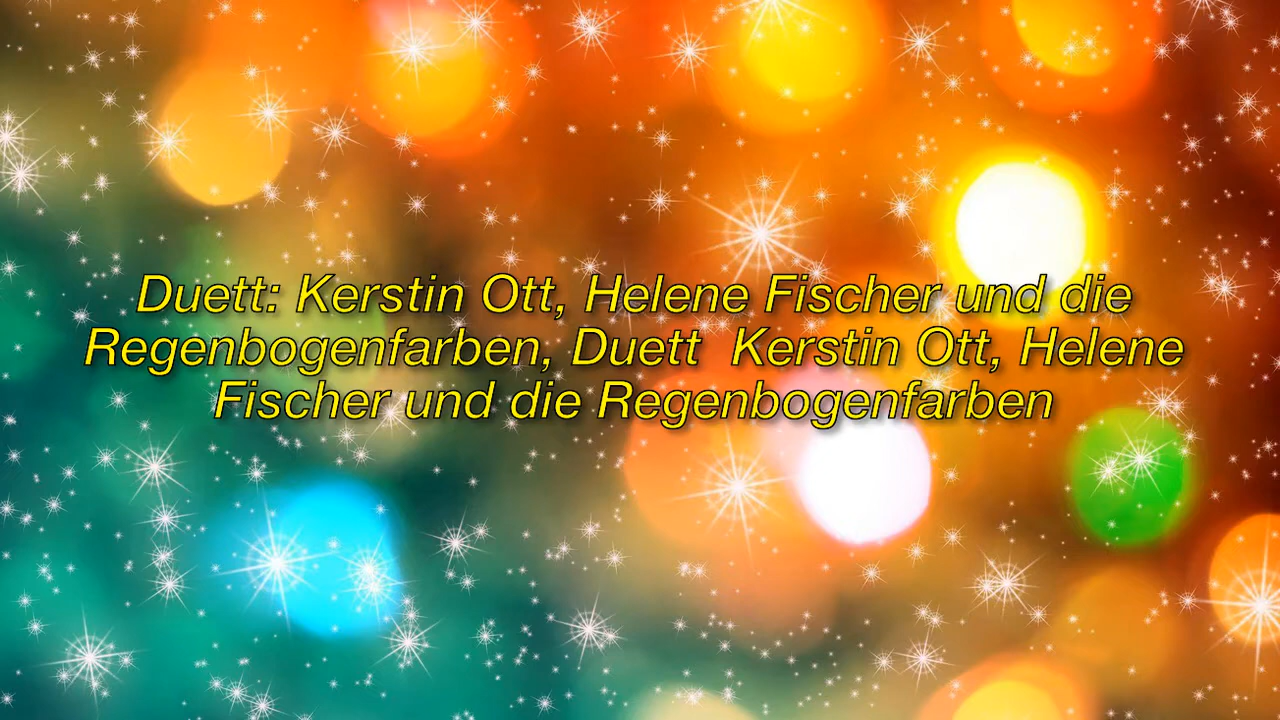 Duett: Kerstin Ott, Helene Fischer und die
Regenbogenfarben, Duett  Kerstin Ott, Helene
Fischer und die Regenbogenfarben